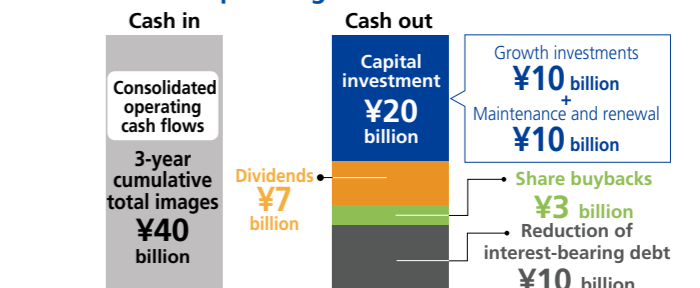 Cash in
Consolidated
operating
cash flows
3-year
cumulative
total images
¥40
billion
Cash out
Capital
investment
¥20
billion
Growth investments
¥10 billion
+
Maintenance and renewal
¥10 billion
Dividends
¥7
billion
Share buybacks
¥3 billion
Reduction of
interest-bearing debt
¥10 billion